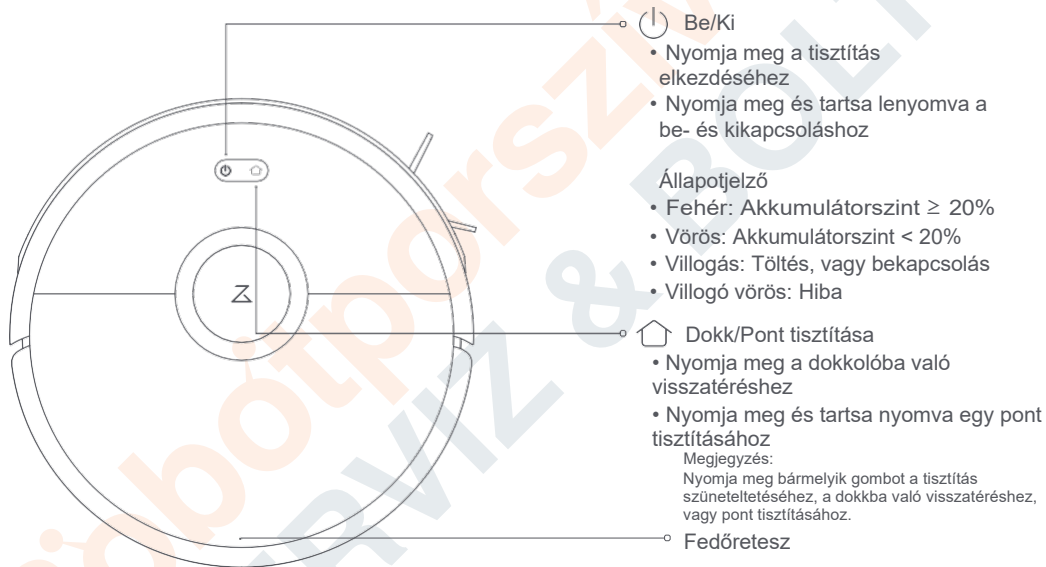 Be/Ki
• Nyomja meg a tisztítás
elkezdéséhez
• Nyomja meg és tartsa lenyomva a
be- és kikapcsoláshoz
Állapotjelző
• Fehér: Akkumulátorszint ≥ 20%
• Vörös: Akkumulátorszint < 20%
• Villogás: Töltés, vagy bekapcsolás
• Villogó vörös: Hiba
Dokk/Pont tisztítása
• Nyomja meg a dokkolóba való
visszatéréshez
• Nyomja meg és tartsa nyomva egy pont
tisztításához
Megjegyzés:
Nyomja meg bármelyik gombot a tisztítás
szüneteltetéséhez, a dokkba való visszatéréshez,
vagy pont tisztításához.
Fedőretesz